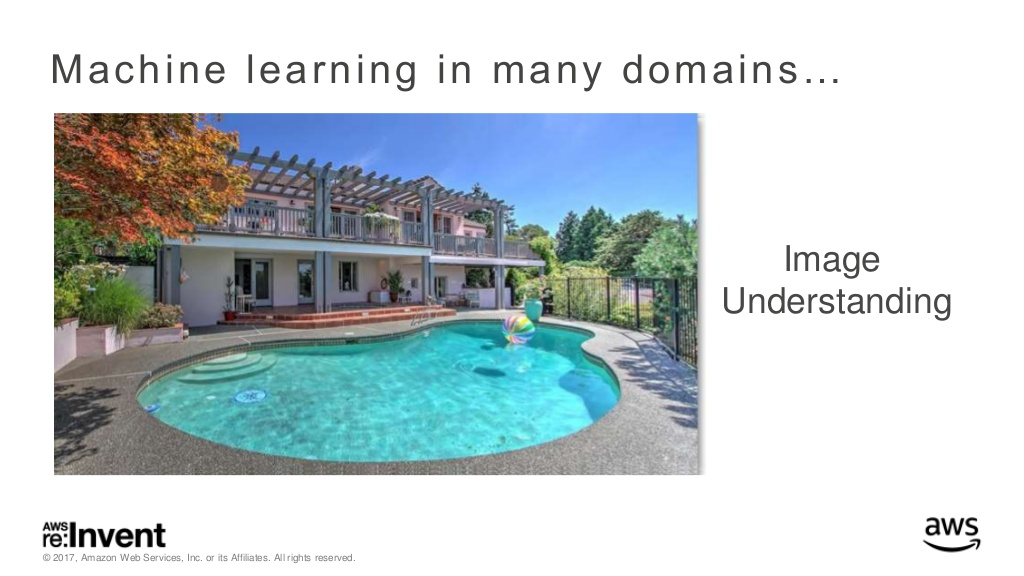 Machine learning in many domains...
Image
Understanding
AWS
re:Invent
© 2017, Amazon Web Services, Inc. or its Affiliates. All rights reserved.
aws